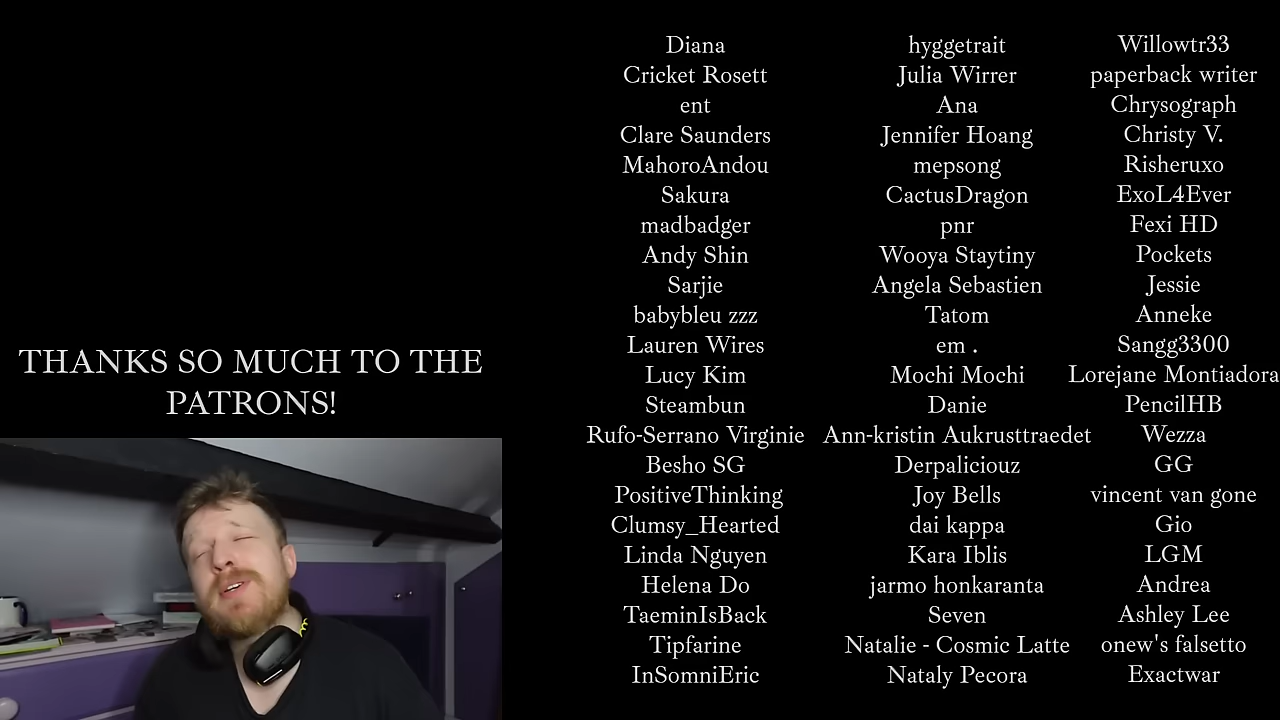 THANKS SO MUCH TO THE
PATRONS!
Diana
Cricket Rosett
ent
Clare Saunders
MahoroAndou
Sakura
madbadger
Andy Shin
Sarjie
babybleu zzz
Lauren Wires
Lucy Kim
Steambun
Rufo-Serrano Virginie
Besho SG
PositiveThinking
Clumsy_Hearted
Linda Nguyen
Helena Do
TaeminIsBack
Tipfarine
InSomniEric
hyggetrait
Julia Wirrer
Ana
Jennifer Hoang
mepsong
CactusDragon
pnr
Wooya Staytiny
Angela Sebastien
Tatom
em .
Mochi Mochi
Danie
Ann-kristin Aukrusttraedet
Derpaliciouz
Joy Bells
dai kappa
Kara Iblis
jarmo honkaranta
Seven
Natalie - Cosmic Latte
Nataly Pecora
Willowtr33
paperback writer
Chrysograph
Christy V.
Risheruxo
ExoL4Ever
Fexi HD
Pockets
Jessie
Anneke
Sangg3300
Lorejane Montiadora
PencilHB
Wezza
GG
vincent van gone
Gio
LGM
Andrea
Ashley Lee
onew's falsetto
Exactwar